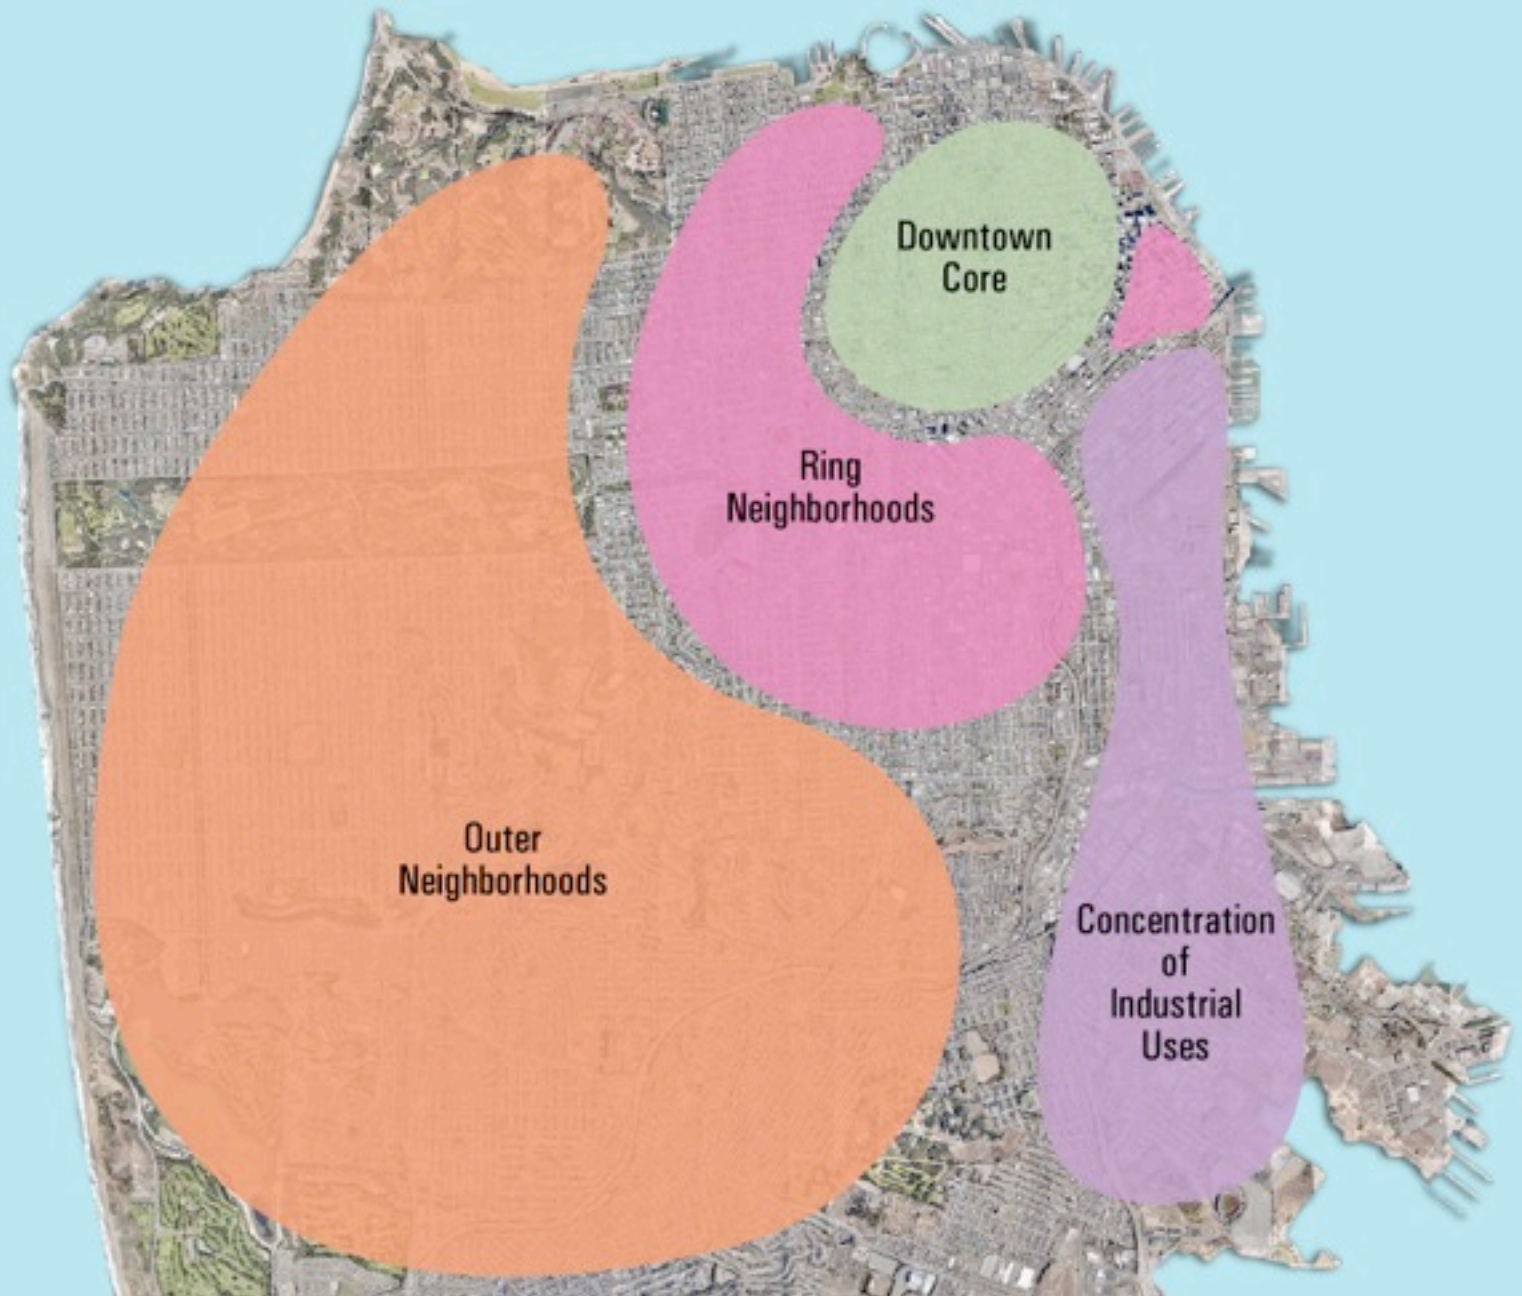 Downtown
Core
Ring
Neighborhoods
Outer
Neighborhoods
Concentration
of
Industrial
Uses